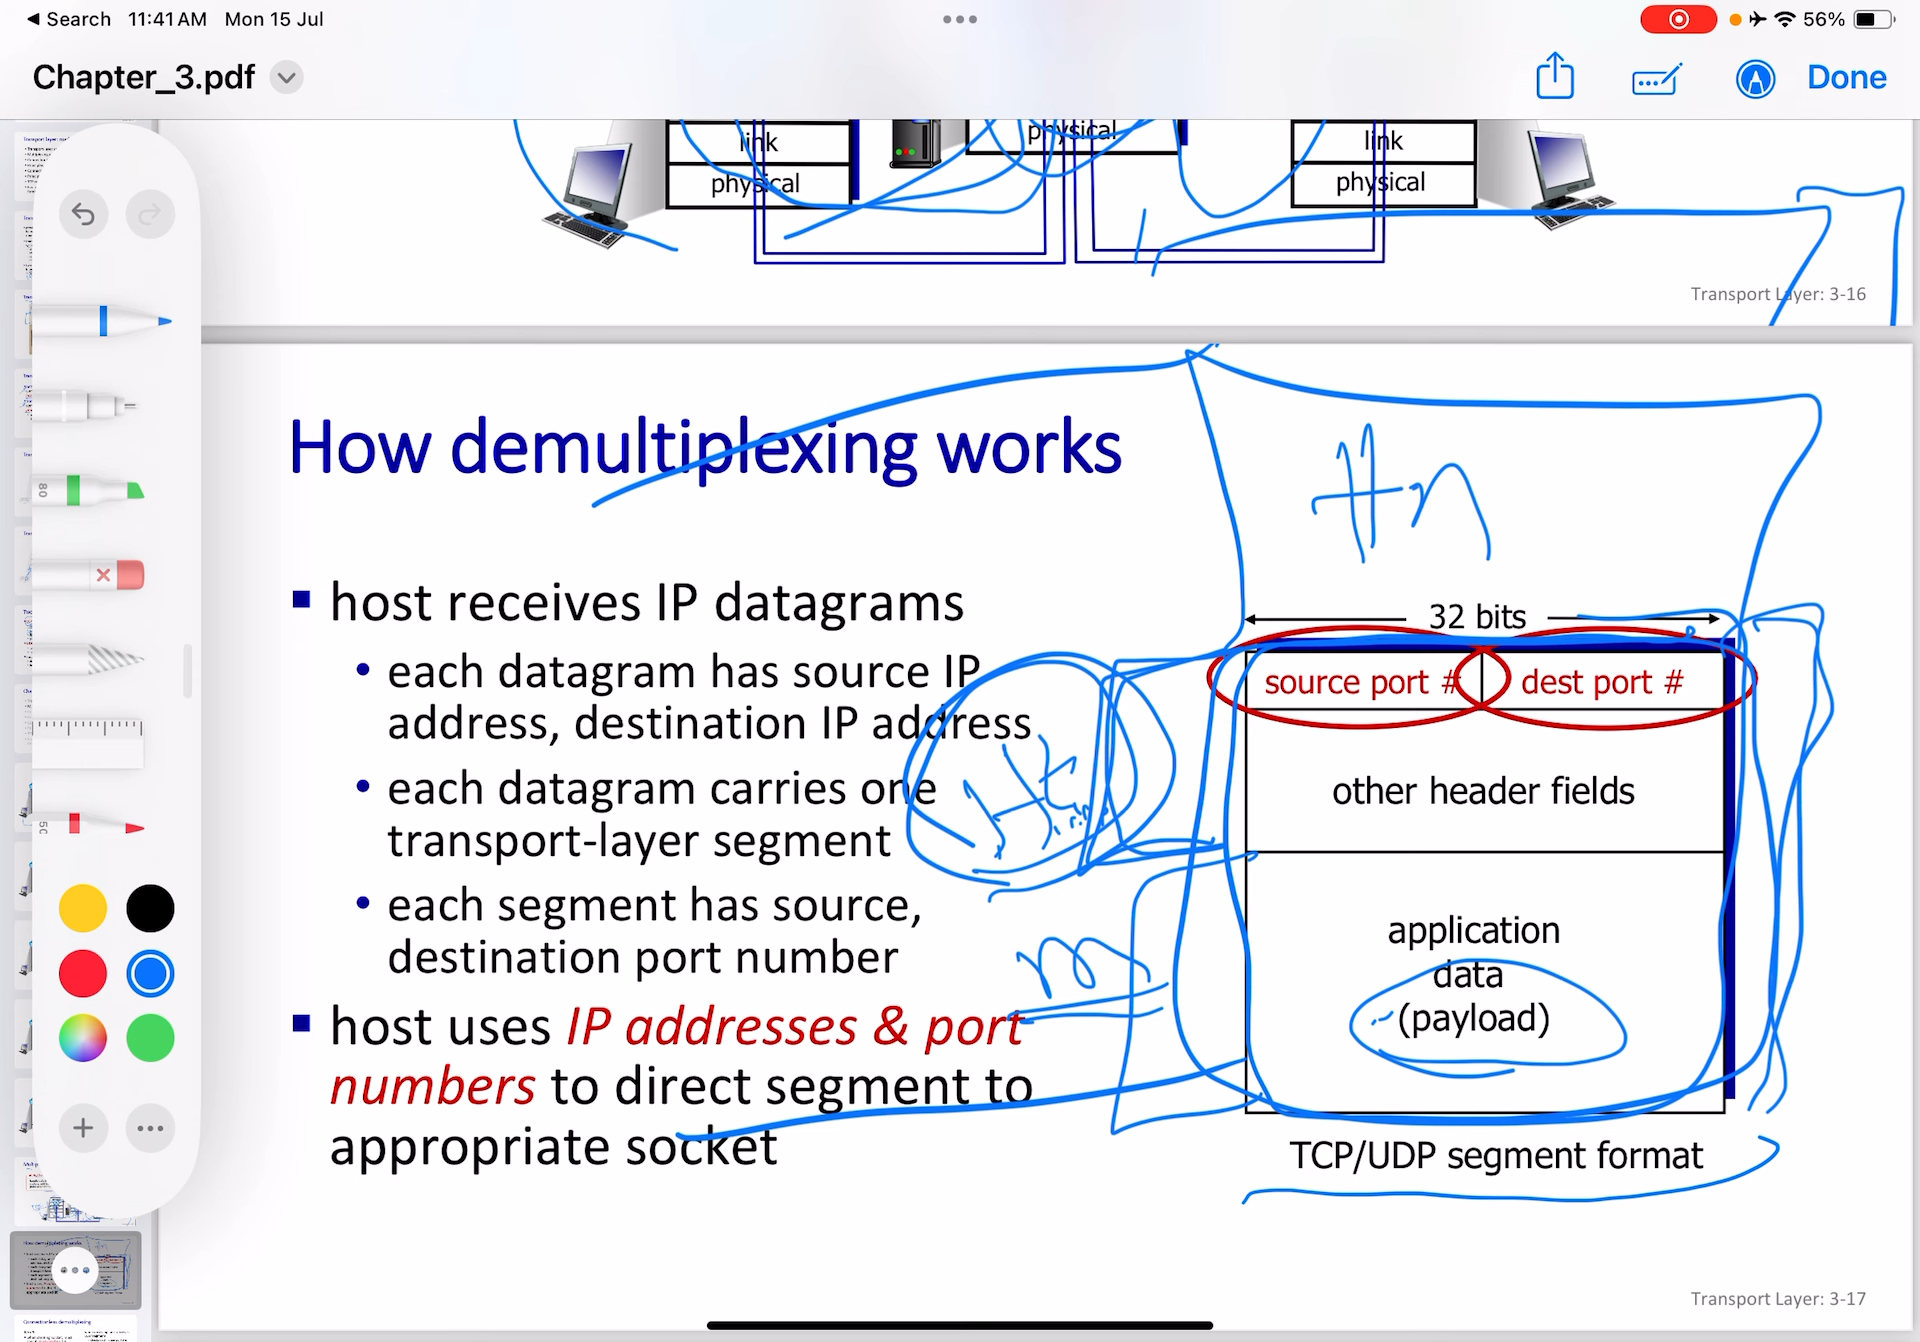 Search 11:41 AM Mon 15 Jul
56%
Chapter_3.pdf
Done
link
physical
physical
link
physical
Transport Layer: 3-16
How demultiplexing works
host receives IP datagrams
each datagram has source IP
address, destination IP address
each datagram carries one
transport-layer segment
each segment has source,
destination port number
host uses IP addresses & port
numbers to direct segment to
appropriate socket
Hn
Ht
m
32 bits
source port # dest port #
other header fields
application
data
(payload)
TCP/UDP segment format
Transport Layer: 3-17
80